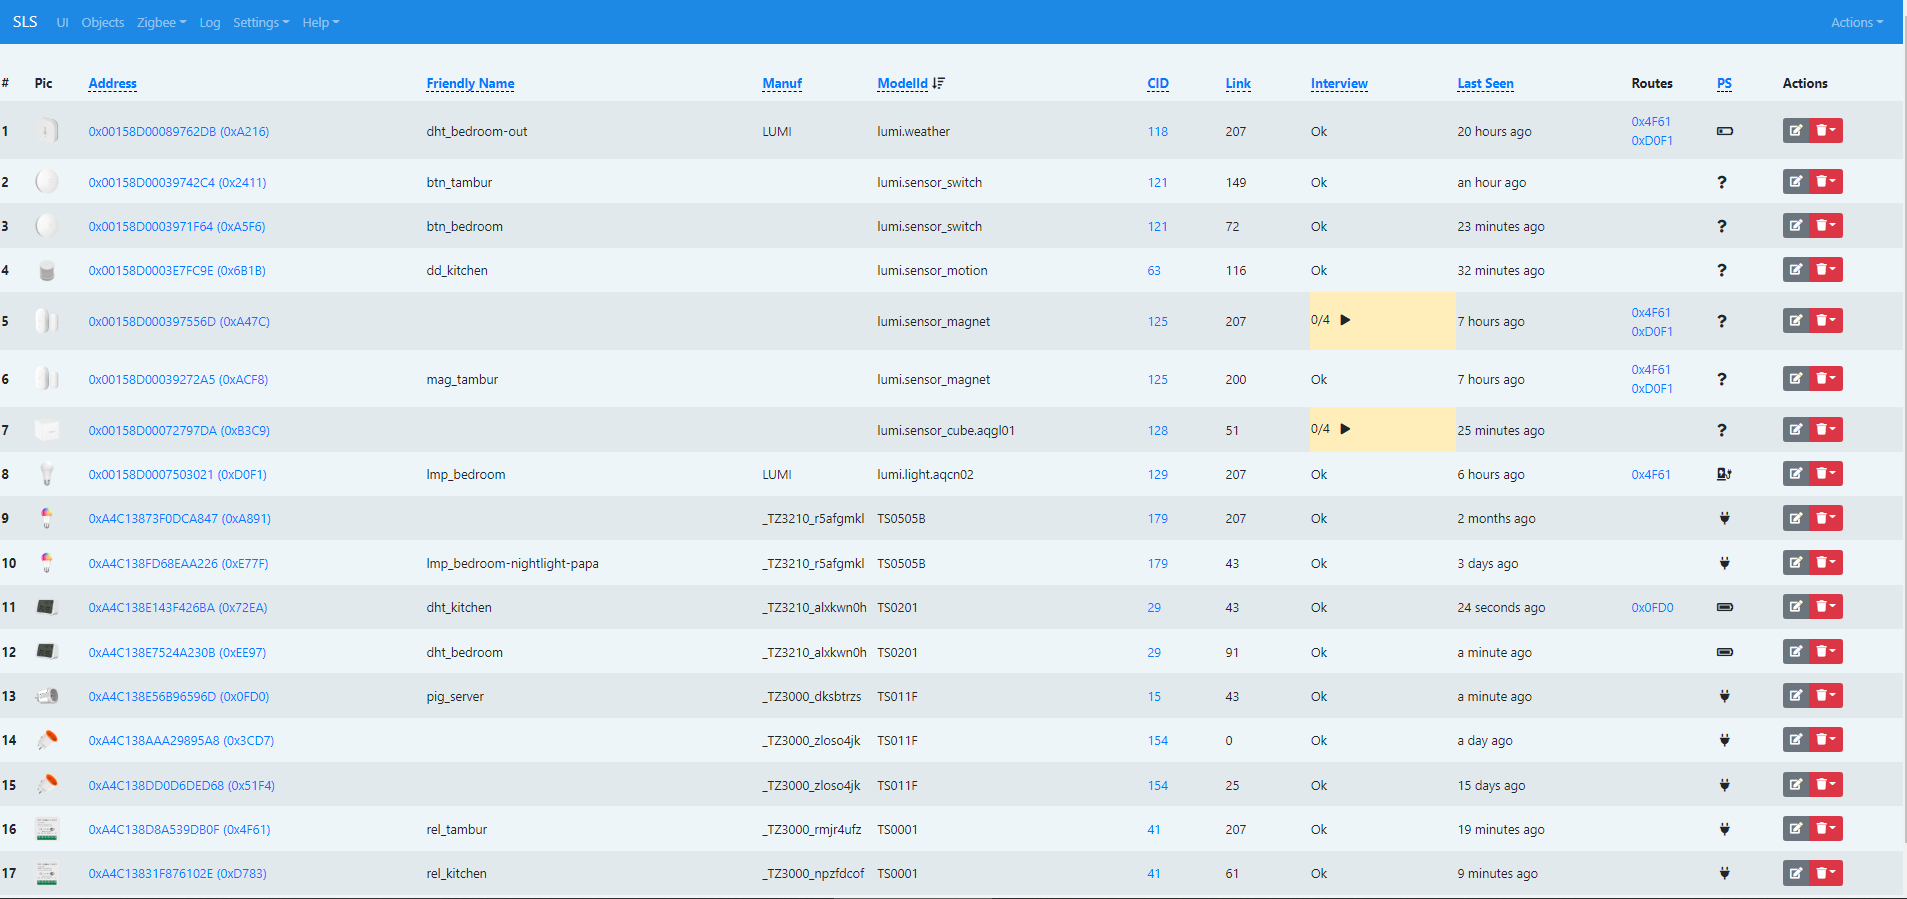 SLS UI Objects Zigbee Log Settings Help Actions
# Pic Address Friendly Name Manuf ModelId CID Link Interview Last Seen Routes PS Actions
1 0x00158D00089762DB (0xA216) dht_bedroom-out LUMI lumi.weather 118 207 Ok 20 hours ago 0x4F61
0xD0F1
2 0x00158D00039742C4 (0x2411) btn_tambur lumi.sensor_switch 121 149 Ok an hour ago ?
3 0x00158D0003971F64 (0xA5F6) btn_bedroom lumi.sensor_switch 121 72 Ok 23 minutes ago ?
4 0x00158D0003E7FC9E (0x6B1B) dd_kitchen lumi.sensor_motion 63 116 Ok 32 minutes ago ?
5 0x00158D000397556D (0xA47C) lumi.sensor_magnet 125 207 0/4 7 hours ago 0x4F61 ?
0xD0F1
6 0x00158D00039272A5 (0xACF8) mag_tambur lumi.sensor_magnet 125 200 Ok 7 hours ago 0x4F61 ?
0xD0F1
7 0x00158D00072797DA (0xB3C9) lumi.sensor_cube.aqgl01 128 51 0/4 25 minutes ago ?
8 0x00158D0007503021 (0xD0F1) lmp_bedroom LUMI lumi.light.aqcn02 129 207 Ok 6 hours ago 0x4F61
9 0xA4C13873F0DCA847 (0xA891) _TZ3210_r5afgmkl TS0505B 179 207 Ok 2 months ago
10 0xA4C138FD68EAA226 (0xE77F) lmp_bedroom-nightlight-papa _TZ3210_r5afgmkl TS0505B 179 43 Ok 3 days ago
11 0xA4C138E143F426BA (0x72EA) dht_kitchen _TZ3210_alxkwn0h TS0201 29 43 Ok 24 seconds ago 0x0FD0
12 0xA4C138E7524A230B (0xEE97) dht_bedroom _TZ3210_alxkwn0h TS0201 29 91 Ok a minute ago
13 0xA4C138E56B96596D (0x0FD0) pig_server _TZ3000_dksbtrzs TS011F 15 43 Ok a minute ago
14 0xA4C138AAA29895A8 (0x3CD7) _TZ3000_zloso4jk TS011F 154 0 Ok a day ago
15 0xA4C138DD0D6DED68 (0x51F4) _TZ3000_zloso4jk TS011F 154 25 Ok 15 days ago
16 0xA4C138D8A539DB0F (0x4F61) rel_tambur _TZ3000_rmjr4ufz TS0001 41 207 Ok 19 minutes ago
17 0xA4C13831F876102E (0xD783) rel_kitchen _TZ3000_npzfdcof TS0001 41 61 Ok 9 minutes ago